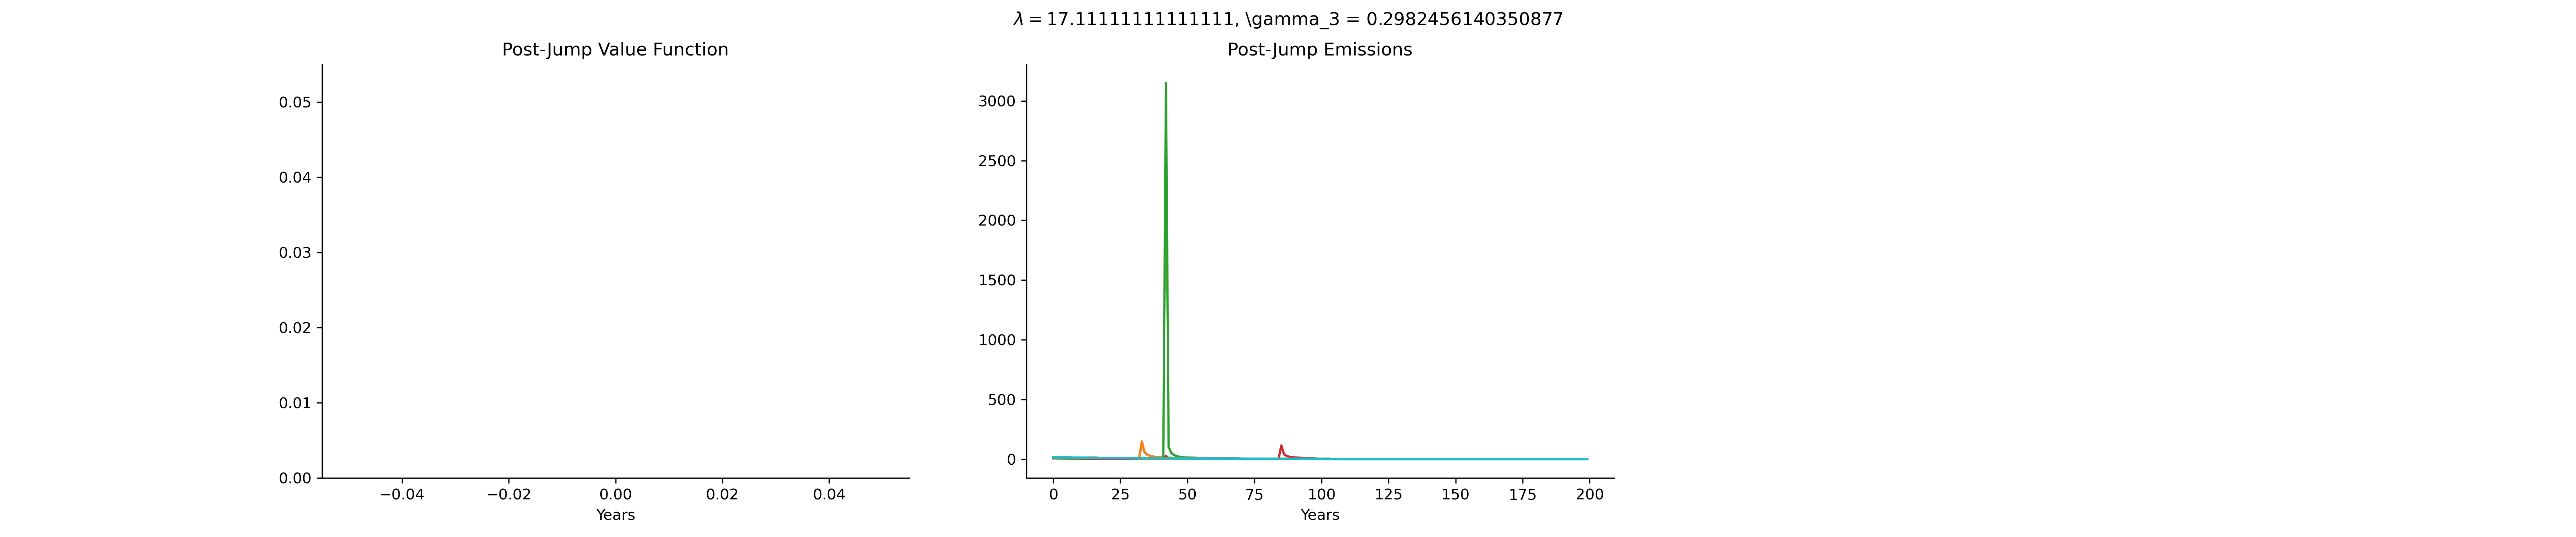 λ = 17.11111111111111, \gamma_3 = 0.2982456140350877
Post-Jump Value Function
0.05
0.04
0.03
0.02
0.01
0.00
−0.04 −0.02 0.00 0.02 0.04
Years
Post-Jump Emissions
3000
2500
2000
1500
1000
500
0
0 25 50 75 100 125 150 175 200
Years